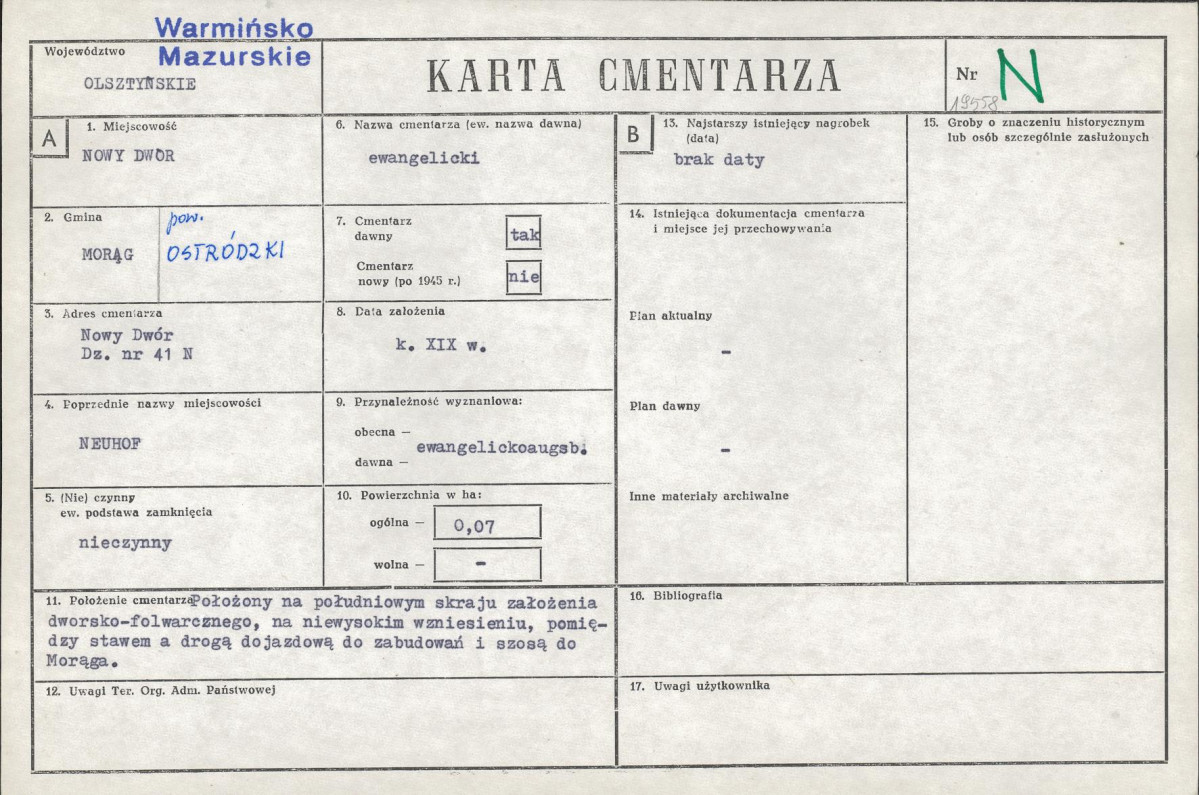 Warmińsko
Mazurskie
Województwo
OLSZTYŃSKIE
KARTA CMENTARZA
Nr N
19558
A
1. Miejscowość
NOWY DWÓR
2. Gmina
MORĄG
pow.
OSTRÓDZKI
3. Adres cmentarza
Nowy Dwór
Dz. nr 41 N
4. Poprzednie nazwy miejscowości
NEUHOF
5. (Nie) czynny
ew. podstawa zamknięcia
nieczynny
6. Nazwa cmentarza (ew. nazwa dawna)
ewangelicki
7. Cmentarz
dawny
tak
Cmentarz
nowy (po 1945 r.)
nie
8. Data założenia
k. XIX w.
9. Przynależność wyznaniowa:
obecna —
ewangelickoaugsb.
dawna —
10. Powierzchnia w ha:
ogólna — 0,07
wolna — -
11. Położenie cmentarza Położony na południowym skraju założenia
dworsko-folwarcznego, na niewysokim wzniesieniu, pomię-
dzy stawem a drogą dojazdową do zabudowań i szosą do
Morąga.
12. Uwagi Ter. Org. Adm. Państwowej
B
13. Najstarszy istniejący nagrobek
(data)
brak daty
14. Istniejąca dokumentacja cmentarza
i miejsce jej przechowywania
Plan aktualny
-
Plan dawny
-
Inne materiały archiwalne
15. Groby o znaczeniu historycznym
lub osób szczególnie zasłużonych
16. Bibliografia
17. Uwagi użytkownika